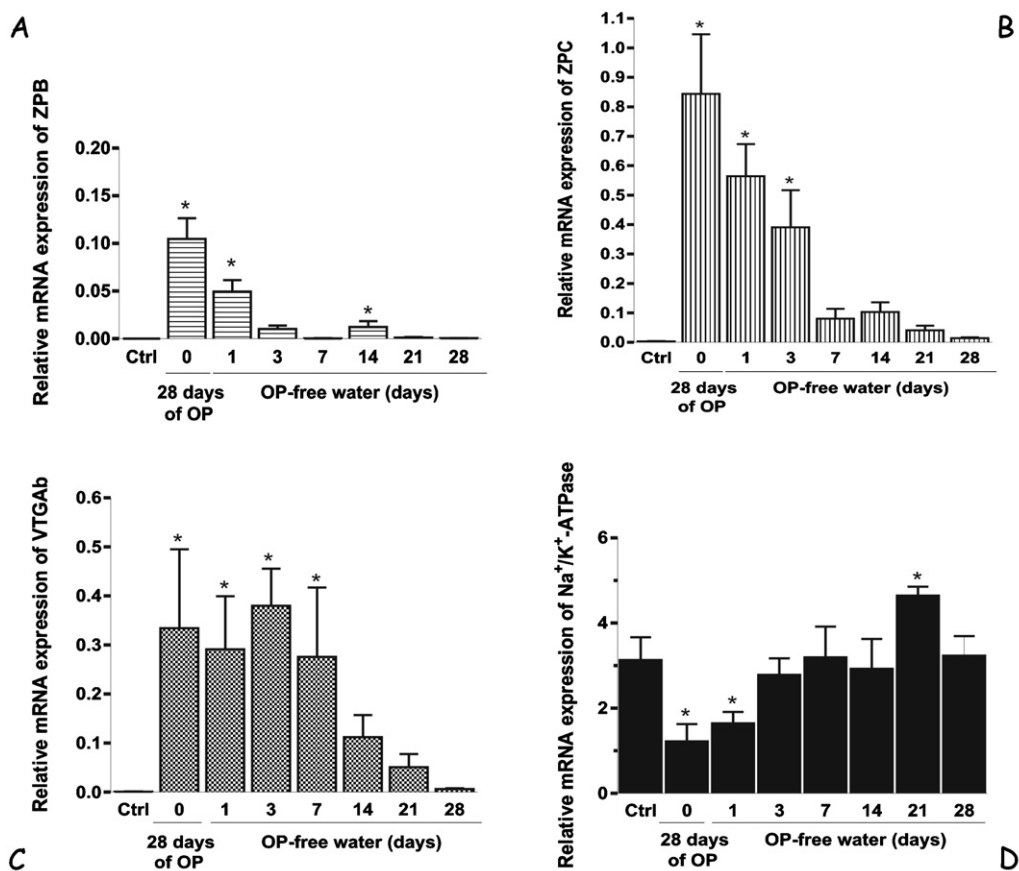 A
Relative mRNA expression of ZPB
0.20
0.15
0.10
0.05
0.00
*
*
*
Ctrl 0 1 3 7 14 21 28
28 days of OP
OP-free water (days)
B
Relative mRNA expression of ZPC
1.1
1.0
0.9
0.8
0.7
0.6
0.5
0.4
0.3
0.2
0.1
0.0
*
*
*
Ctrl 0 1 3 7 14 21 28
28 days of OP
OP-free water (days)
C
Relative mRNA expression of VTGAb
0.6
0.5
0.4
0.3
0.2
0.1
0.0
*
*
*
*
Ctrl 0 1 3 7 14 21 28
28 days of OP
OP-free water (days)
D
Relative mRNA expression of Na⁺/K⁺-ATPase
6
4
2
0
*
*
*
Ctrl 0 1 3 7 14 21 28
28 days of OP
OP-free water (days)